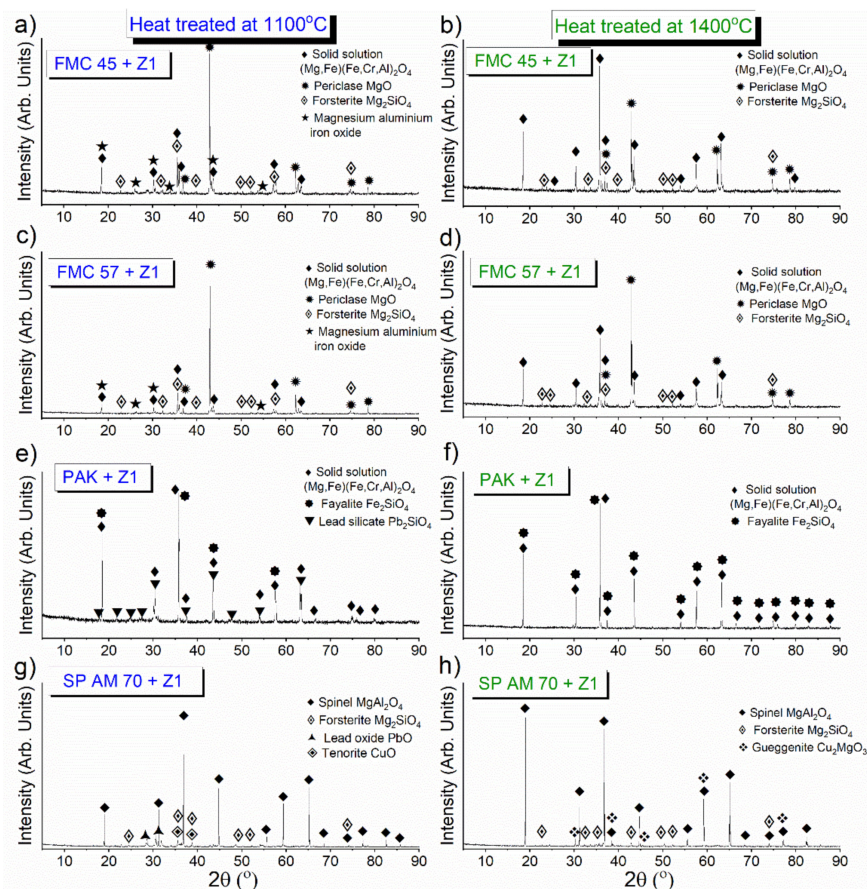 Heat treated at 1100°C
Heat treated at 1400°C
a)
FMC 45 + Z1
Intensity (Arb. Units)
Solid solution
(Mg,Fe)(Fe,Cr,Al)₂O₄
Periclase MgO
Forsterite Mg₂SiO₄
Magnesium aluminium
iron oxide
10 20 30 40 50 60 70 80 90
b)
FMC 45 + Z1
Intensity (Arb. Units)
Solid solution
(Mg,Fe)(Fe,Cr,Al)₂O₄
Periclase MgO
Forsterite Mg₂SiO₄
10 20 30 40 50 60 70 80 90
c)
FMC 57 + Z1
Intensity (Arb. Units)
Solid solution
(Mg,Fe)(Fe,Cr,Al)₂O₄
Periclase MgO
Forsterite Mg₂SiO₄
Magnesium aluminium
iron oxide
10 20 30 40 50 60 70 80 90
d)
FMC 57 + Z1
Intensity (Arb. Units)
Solid solution
(Mg,Fe)(Fe,Cr,Al)₂O₄
Periclase MgO
Forsterite Mg₂SiO₄
10 20 30 40 50 60 70 80 90
e)
PAK + Z1
Intensity (Arb. Units)
Solid solution
(Mg,Fe)(Fe,Cr,Al)₂O₄
Fayalite Fe₂SiO₄
Lead silicate Pb₂SiO₄
10 20 30 40 50 60 70 80 90
f)
PAK + Z1
Intensity (Arb. Units)
Solid solution
(Mg,Fe)(Fe,Cr,Al)₂O₄
Fayalite Fe₂SiO₄
10 20 30 40 50 60 70 80 90
g)
SP AM 70 + Z1
Intensity (Arb. Units)
Spinel MgAl₂O₄
Forsterite Mg₂SiO₄
Lead oxide PbO
Tenorite CuO
10 20 30 40 50 60 70 80 90
2θ (°)
h)
SP AM 70 + Z1
Intensity (Arb. Units)
Spinel MgAl₂O₄
Forsterite Mg₂SiO₄
Gueggenite Cu₂MgO₃
10 20 30 40 50 60 70 80 90
2θ (°)